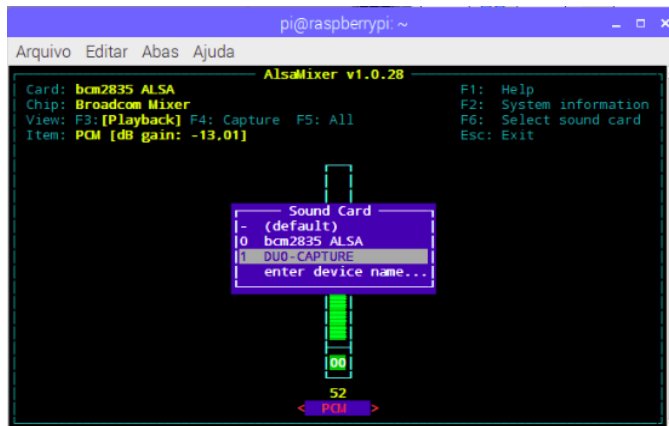 pi@raspberrypi: ~
Arquivo Editar Abas Ajuda
AlsaMixer v1.0.28
Card: bcm2835 ALSA F1: Help
Chip: Broadcom Mixer F2: System information
View: F3:[Playback] F4: Capture F5: All F6: Select sound card
Item: PCM [dB gain: -13,01] Esc: Exit
Sound Card
- (default)
0 bcm2835 ALSA
1 DUO-CAPTURE
enter device name...
00
52
< PCM >